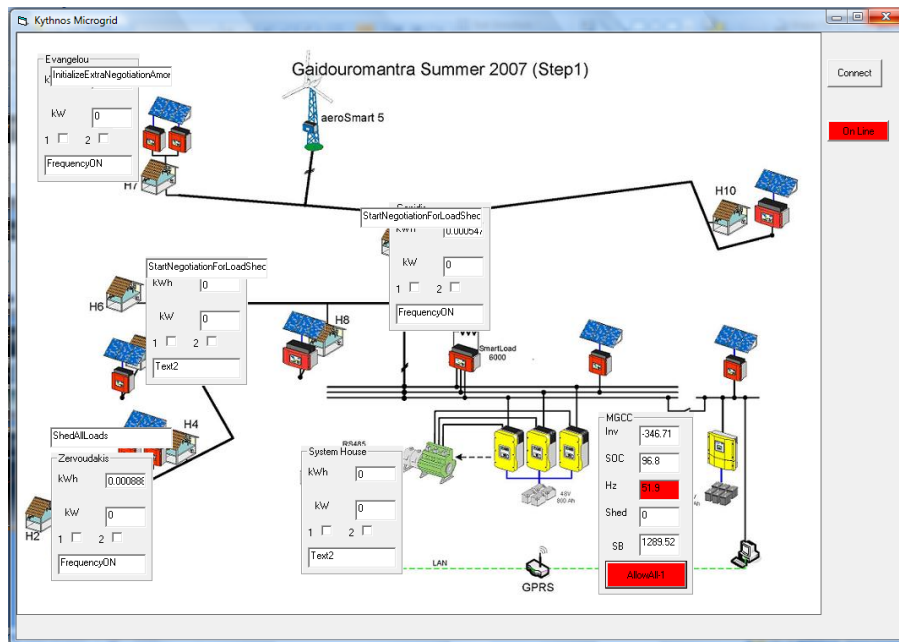 Kythnos Microgrid
Gaidouromantra Summer 2007 (Step1)
Connect
On Line
Evangelou
InitializeExtraNegotiationAmor
kW 0
1 2
FrequencyON
H7
aeroSmart 5
H10
StartNegotiationForLoadShec
kWh 0.000547
kW 0
1 2
FrequencyON
StartNegotiationForLoadShec
kWh 0
kW 0
1 2
Text2
H6
H8
SmartLoad
6000
H4
ShedAllLoads
Zervoudakis
kWh 0.000888
kW 0
1 2
FrequencyON
H2
RS485
System House
kWh 0
kW 0
1 2
Text2
48V
800 Ah
MGCC
Inv -346.71
SOC 96.8
Hz 51.9
Shed 0
SB 1289.52
AllowAll-1
LAN
GPRS